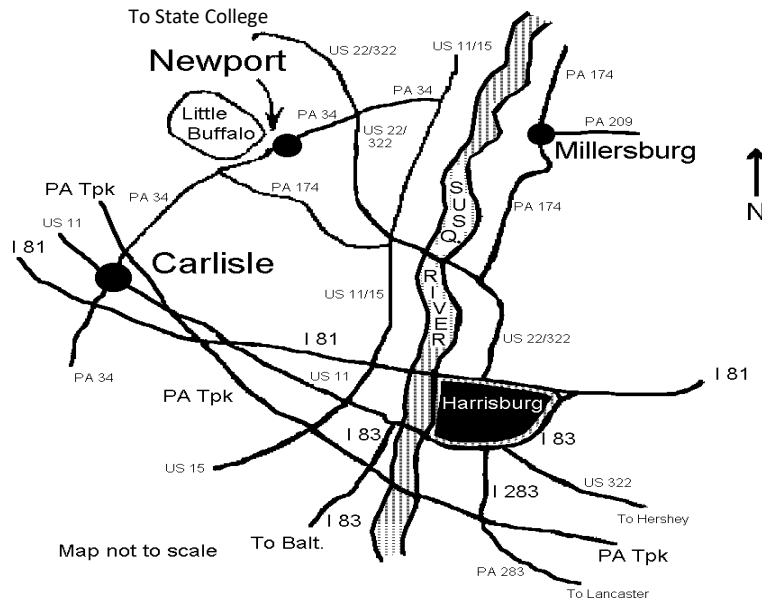 To State College
US 22/322
US 11/15
Newport
PA 174
PA 34
PA 34
Little
Buffalo
US 22/
322
PA 209
Millersburg
PA 34
PA 174
PA Tpk
SUSQ.
RIVER
PA 174
N
US 11
I 81
Carlisle
US 11/15
US 22/322
I 81
PA 34
US 11
I 81
PA Tpk
Harrisburg
I 83
I 83
US 15
I 283
US 322
I 83
To Hershey
To Balt.
Map not to scale
PA Tpk
PA 283
To Lancaster